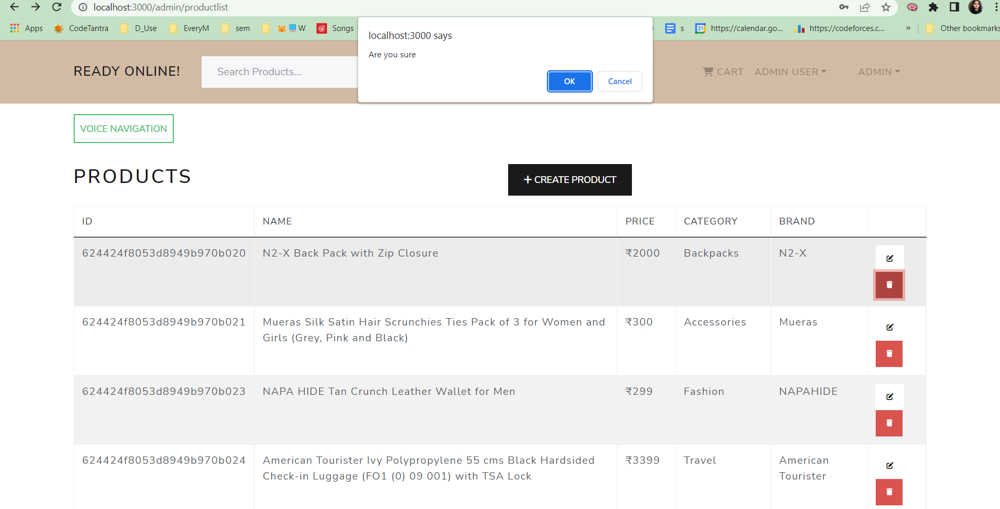 localhost:3000/admin/productlist
Apps CodeTantra D_Use EveryM sem W Songs s 31 https://calendar.go... https://codeforces.c... » Other bookmarks
localhost:3000 says
Are you sure
OK Cancel
READY ONLINE! Search Products... CART ADMIN USER ADMIN
VOICE NAVIGATION
PRODUCTS
CREATE PRODUCT
ID NAME PRICE CATEGORY BRAND
624424f8053d8949b970b020 N2-X Back Pack with Zip Closure ₹2000 Backpacks N2-X
624424f8053d8949b970b021 Mueras Silk Satin Hair Scrunchies Ties Pack of 3 for Women and ₹300 Accessories Mueras
Girls (Grey, Pink and Black)
624424f8053d8949b970b023 NAPA HIDE Tan Crunch Leather Wallet for Men ₹299 Fashion NAPAHIDE
624424f8053d8949b970b024 American Tourister Ivy Polypropylene 55 cms Black Hardsided ₹3399 Travel American
Check-in Luggage (FO1 (0) 09 001) with TSA Lock Tourister